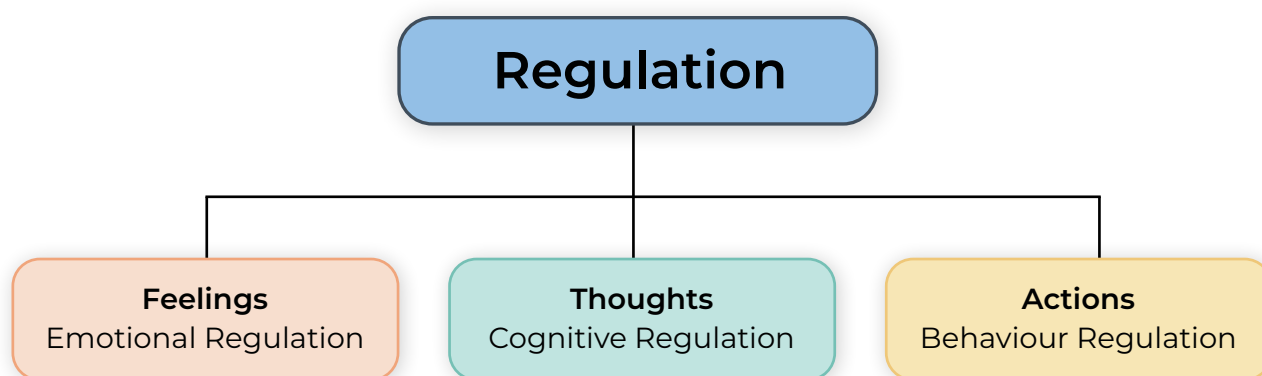 Regulation
Feelings
Emotional Regulation
Thoughts
Cognitive Regulation
Actions
Behaviour Regulation